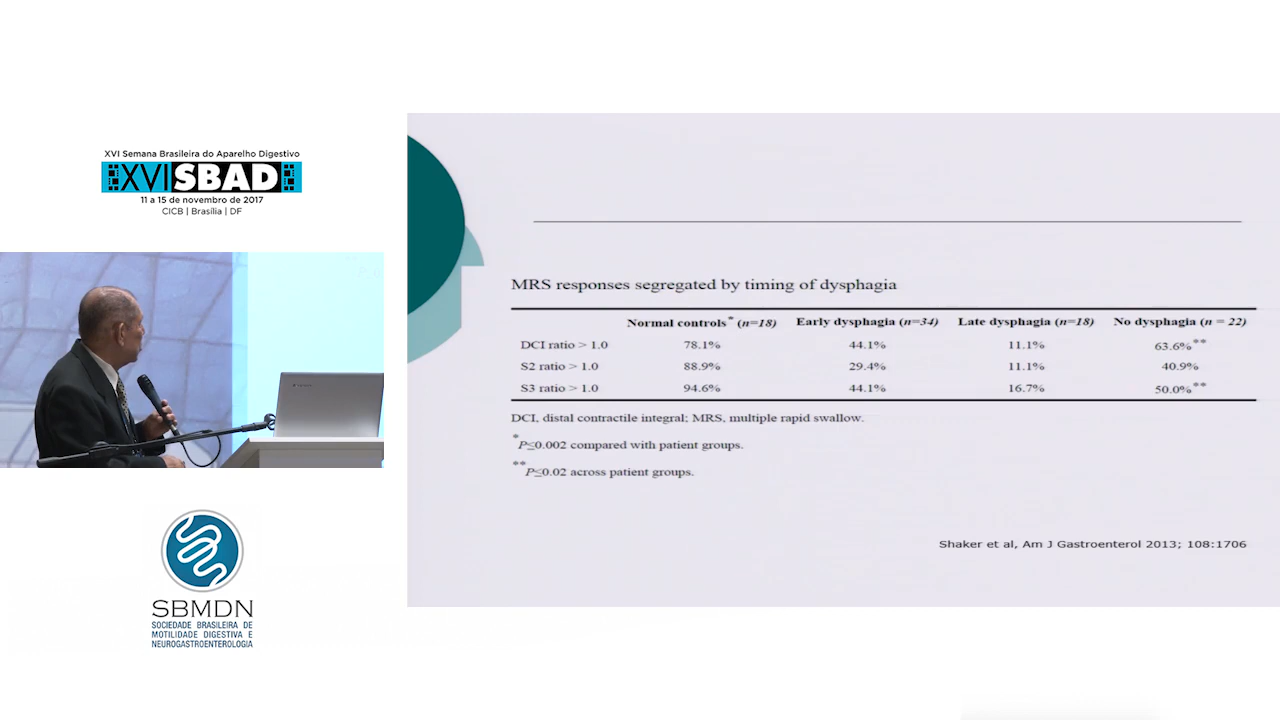 XVI Semana Brasileira do Aparelho Digestivo
XVI SBAD
11 a 15 de novembro de 2017
CICB | Brasília | DF
SBMDN
SOCIEDADE BRASILEIRA DE
MOTILIDADE DIGESTIVA E
NEUROGASTROENTEROLOGIA
MRS responses segregated by timing of dysphagia
Normal controls* (n=18) Early dysphagia (n=34) Late dysphagia (n=18) No dysphagia (n = 22)
DCI ratio > 1.0 78.1% 44.1% 11.1% 63.6%**
S2 ratio > 1.0 88.9% 29.4% 11.1% 40.9%
S3 ratio > 1.0 94.6% 44.1% 16.7% 50.0%**
DCI, distal contractile integral; MRS, multiple rapid swallow.
*P≤0.002 compared with patient groups.
**P≤0.02 across patient groups.
Shaker et al, Am J Gastroenterol 2013; 108:1706